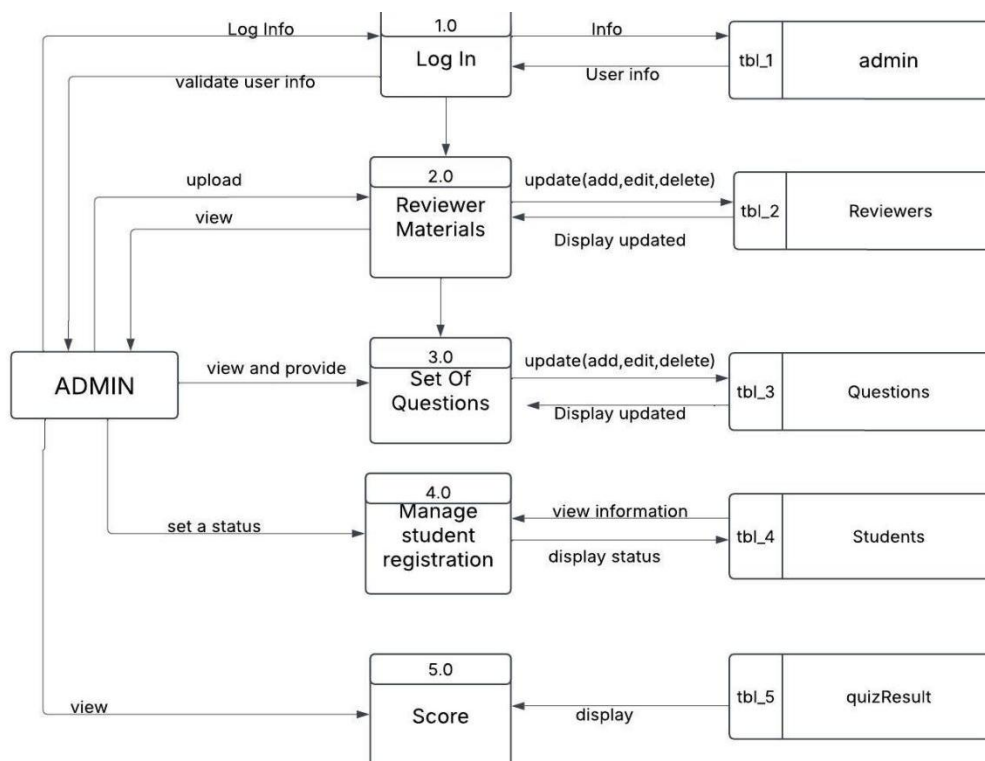 1.0
Log Info
Info
Log In
tbl_1
admin
User info
validate user info
2.0
upload
update(add,edit,delete)
Reviewer
Materials
view
tbl_2
Reviewers
Display updated
3.0
view and provide
update(add,edit,delete)
Set Of
Questions
ADMIN
tbl_3
Questions
Display updated
4.0
Manage
student
registration
view information
set a status
tbl_4
Students
display status
5.0
view
Score
display
tbl_5
quizResult